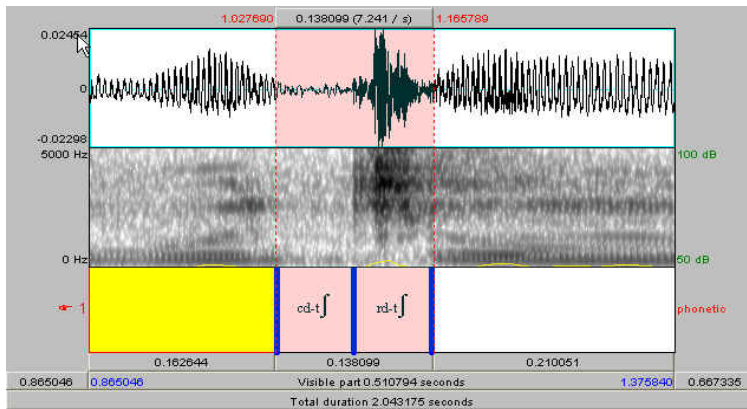 1.027690 0.138099 (7.241 / s) 1.165789
0.02454
0
-0.02298
5000 Hz 100 dB
0 Hz 50 dB
1 cd-t∫ rd-t∫ phonetic
0.162644 0.138099 0.210051
0.865046 0.865046 Visible part 0.510794 seconds 1.375840 0.667335
Total duration 2.043175 seconds